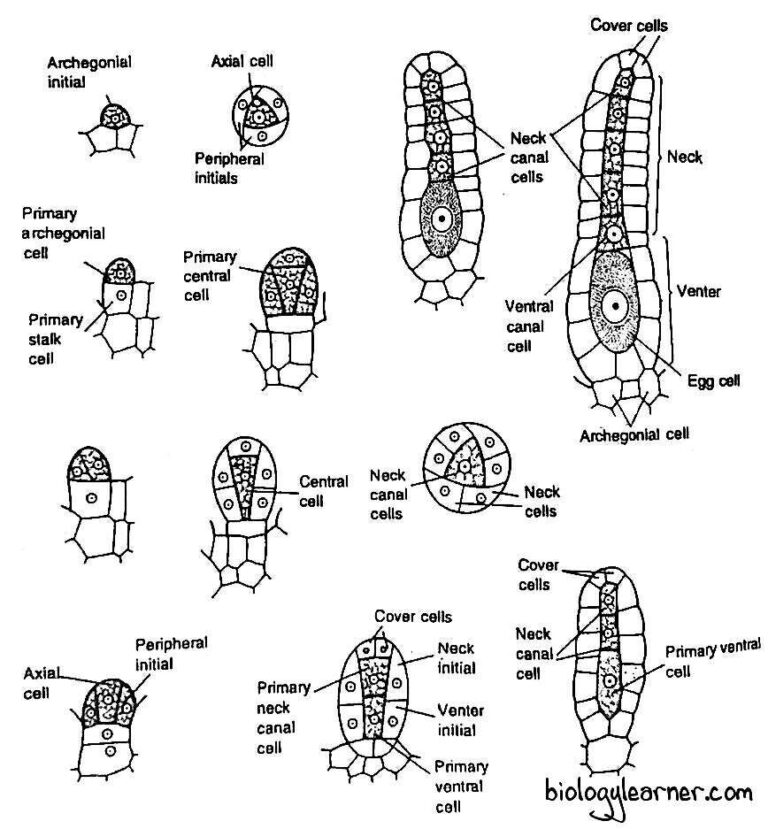 Archegonial
initial
Axial cell
Peripheral
initials
Cover cells
Neck
canal
cells
Neck
Primary
archegonial
cell
Primary
stalk
cell
Primary
central
cell
Ventral
canal
cell
Venter
Egg cell
Archegonial cell
Central
cell
Neck
canal
cells
Neck
cells
Cover
cells
Neck
canal
cell
Primary ventral
cell
Axial
cell
Peripheral
initial
Cover cells
Primary
neck
canal
cell
Neck
initial
Venter
initial
Primary
ventral
cell
biologylearner.com